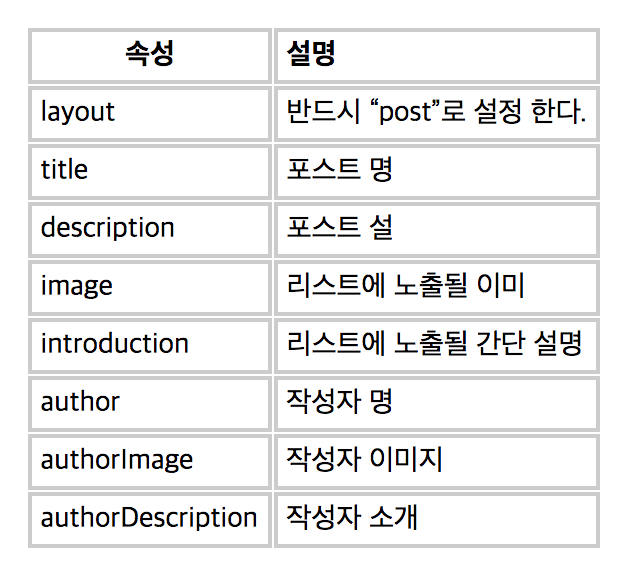 속성 설명
layout 반드시 “post”로 설정 한다.
title 포스트 명
description 포스트 설
image 리스트에 노출될 이미
introduction 리스트에 노출될 간단 설명
author 작성자 명
authorImage 작성자 이미지
authorDescription 작성자 소개